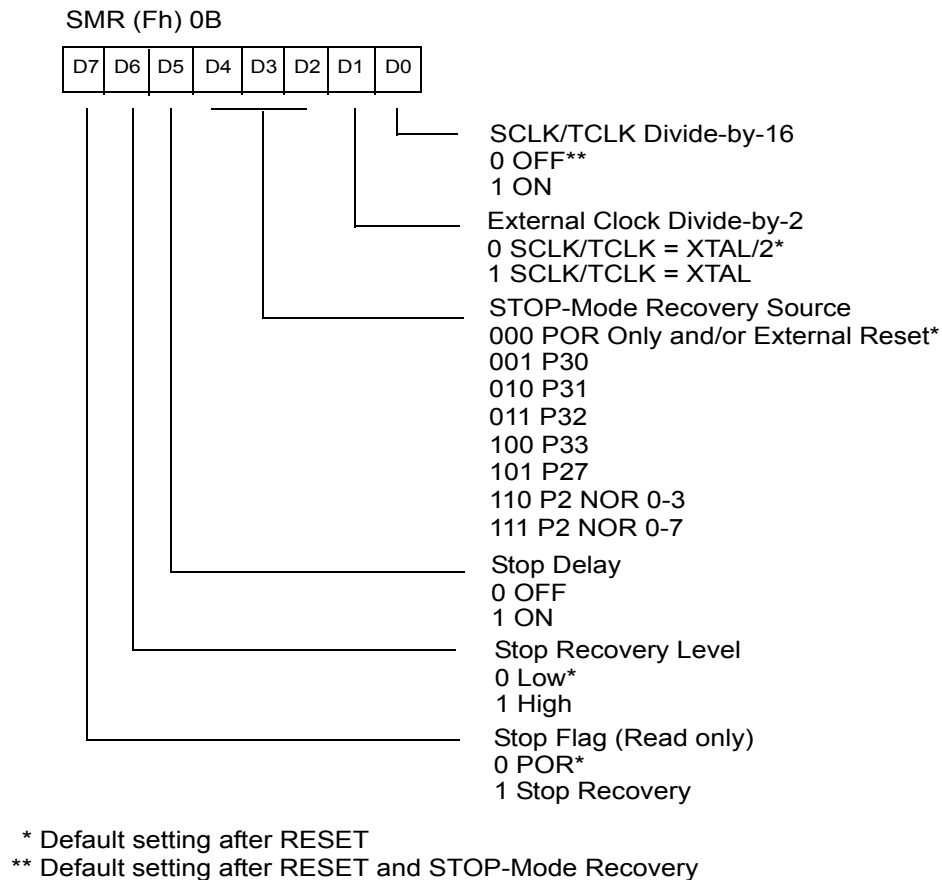 SMR (Fh) 0B
D7 D6 D5 D4 D3 D2 D1 D0
SCLK/TCLK Divide-by-16
0 OFF**
1 ON
External Clock Divide-by-2
0 SCLK/TCLK = XTAL/2*
1 SCLK/TCLK = XTAL
STOP-Mode Recovery Source
000 POR Only and/or External Reset*
001 P30
010 P31
011 P32
100 P33
101 P27
110 P2 NOR 0-3
111 P2 NOR 0-7
Stop Delay
0 OFF
1 ON
Stop Recovery Level
0 Low*
1 High
Stop Flag (Read only)
0 POR*
1 Stop Recovery
* Default setting after RESET
** Default setting after RESET and STOP-Mode Recovery